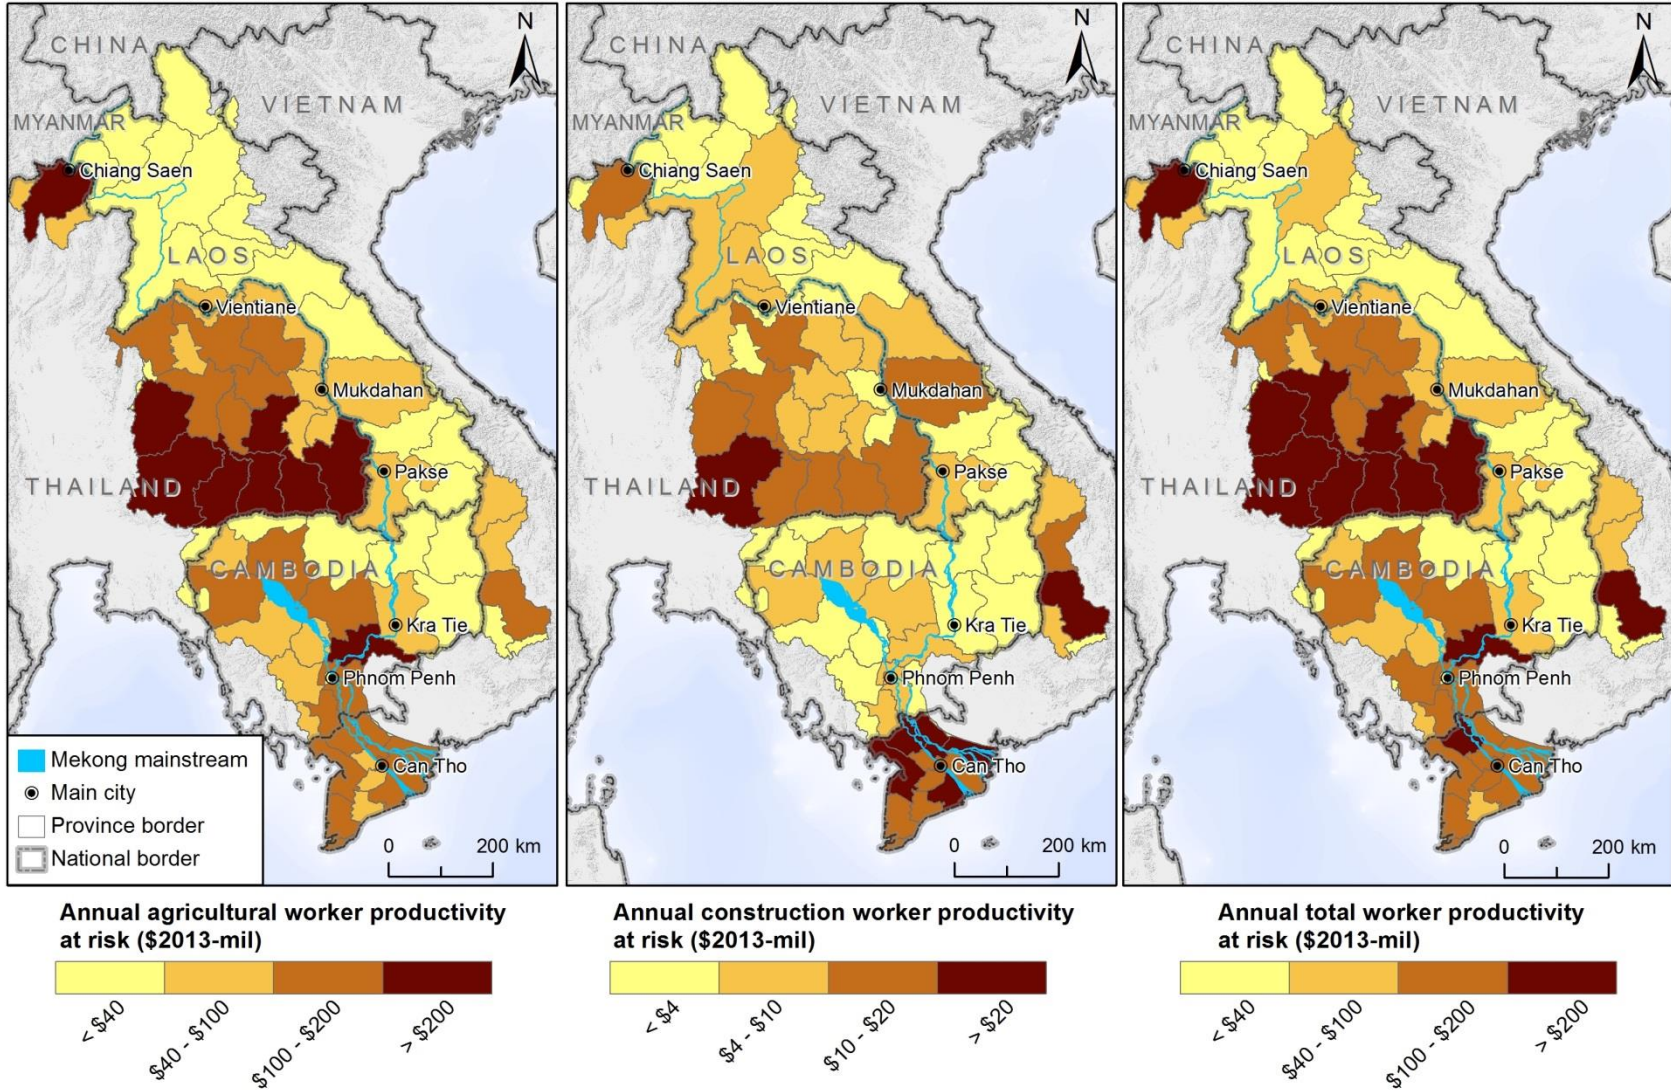 N
CHINA
VIETNAM
MYANMAR
Chiang Saen
LAOS
Vientiane
Mukdahan
THAILAND
Pakse
CAMBODIA
Kra Tie
Phnom Penh
Can Tho
Mekong mainstream
Main city
Province border
National border
0 200 km
Annual agricultural worker productivity
at risk ($2013-mil)
< $40
$40 - $100
$100 - $200
> $200
N
CHINA
VIETNAM
MYANMAR
Chiang Saen
LAOS
Vientiane
Mukdahan
THAILAND
Pakse
CAMBODIA
Kra Tie
Phnom Penh
Can Tho
0 200 km
Annual construction worker productivity
at risk ($2013-mil)
< $4
$4 - $10
$10 - $20
> $20
N
CHINA
VIETNAM
MYANMAR
Chiang Saen
LAOS
Vientiane
Mukdahan
THAILAND
Pakse
CAMBODIA
Kra Tie
Phnom Penh
Can Tho
0 200 km
Annual total worker productivity
at risk ($2013-mil)
< $40
$40 - $100
$100 - $200
> $200